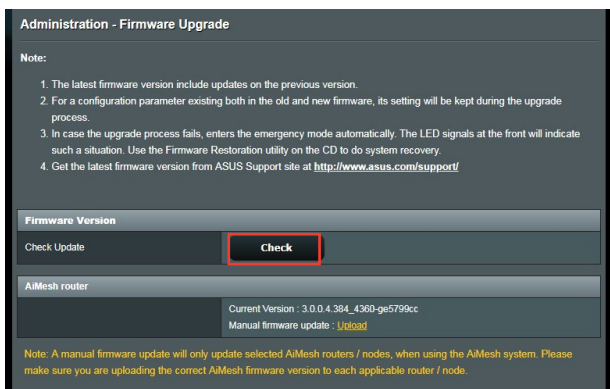 Administration - Firmware Upgrade
Note:
1. The latest firmware version include updates on the previous version.
2. For a configuration parameter existing both in the old and new firmware, its setting will be kept during the upgrade
process.
3. In case the upgrade process fails, enters the emergency mode automatically. The LED signals at the front will indicate
such a situation. Use the Firmware Restoration utility on the CD to do system recovery.
4. Get the latest firmware version from ASUS Support site at http://www.asus.com/support/
Firmware Version
Check Update Check
AiMesh router
Current Version : 3.0.0.4.384_4360-ge5799cc
Manual firmware update : Upload
Note: A manual firmware update will only update selected AiMesh routers / nodes, when using the AiMesh system. Please
make sure you are uploading the correct AiMesh firmware version to each applicable router / node.